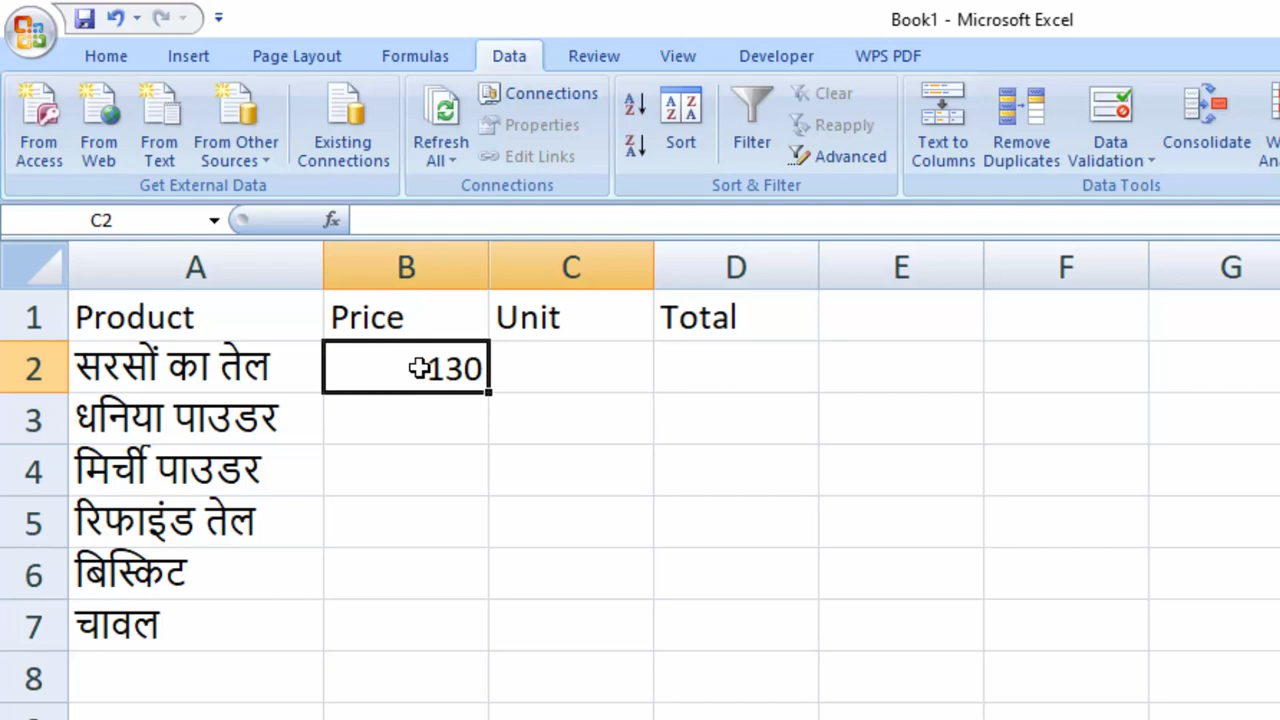 Book1 - Microsoft Excel
Home Insert Page Layout Formulas Data Review View Developer WPS PDF
From Access
From Web
From Text
From Other Sources
Existing Connections
Get External Data
Refresh All
Connections
Properties
Edit Links
Connections
Sort
Filter
Clear
Reapply
Advanced
Sort & Filter
Text to Columns
Remove Duplicates
Data Validation
Consolidate
Data Tools
C2 fx
A B C D E F G
1 Product Price Unit Total
2 सरसों का तेल 130
3 धनिया पाउडर
4 मिर्ची पाउडर
5 रिफाइंड तेल
6 बिस्किट
7 चावल
8